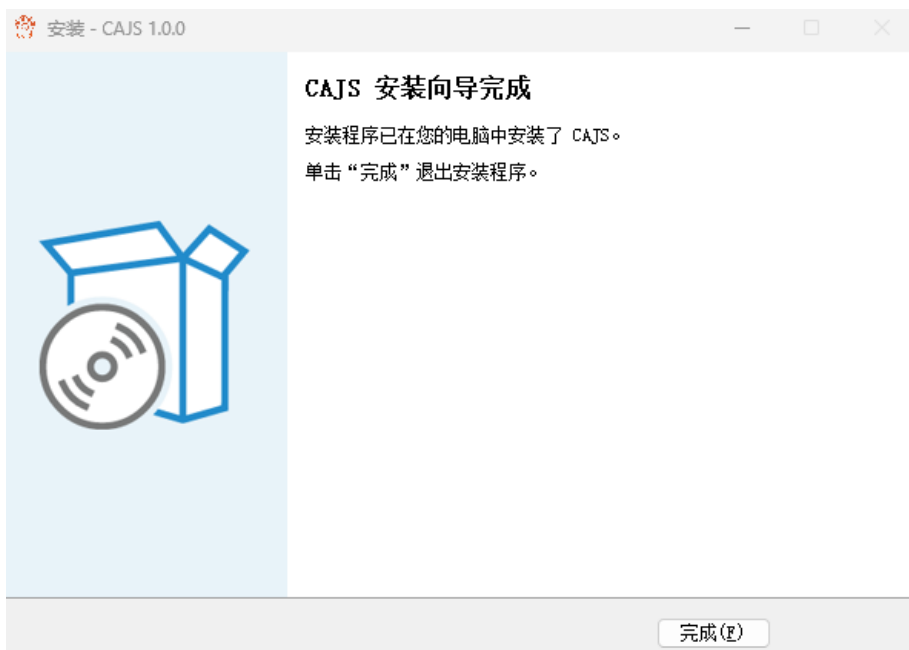 安装 - CAJS 1.0.0
CAJS 安装向导完成
安装程序已在您的电脑中安装了 CAJS。
单击“完成”退出安装程序。
完成(F)